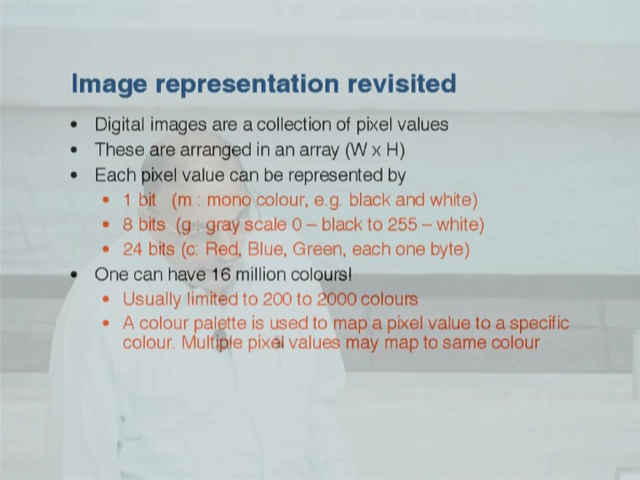 Image representation revisited
• Digital images are a collection of pixel values
• These are arranged in an array (W x H)
• Each pixel value can be represented by
• 1 bit (m : mono colour, e.g. black and white)
• 8 bits (g : gray scale 0 – black to 255 – white)
• 24 bits (c: Red, Blue, Green, each one byte)
• One can have 16 million colours!
• Usually limited to 200 to 2000 colours
• A colour palette is used to map a pixel value to a specific
colour. Multiple pixel values may map to same colour